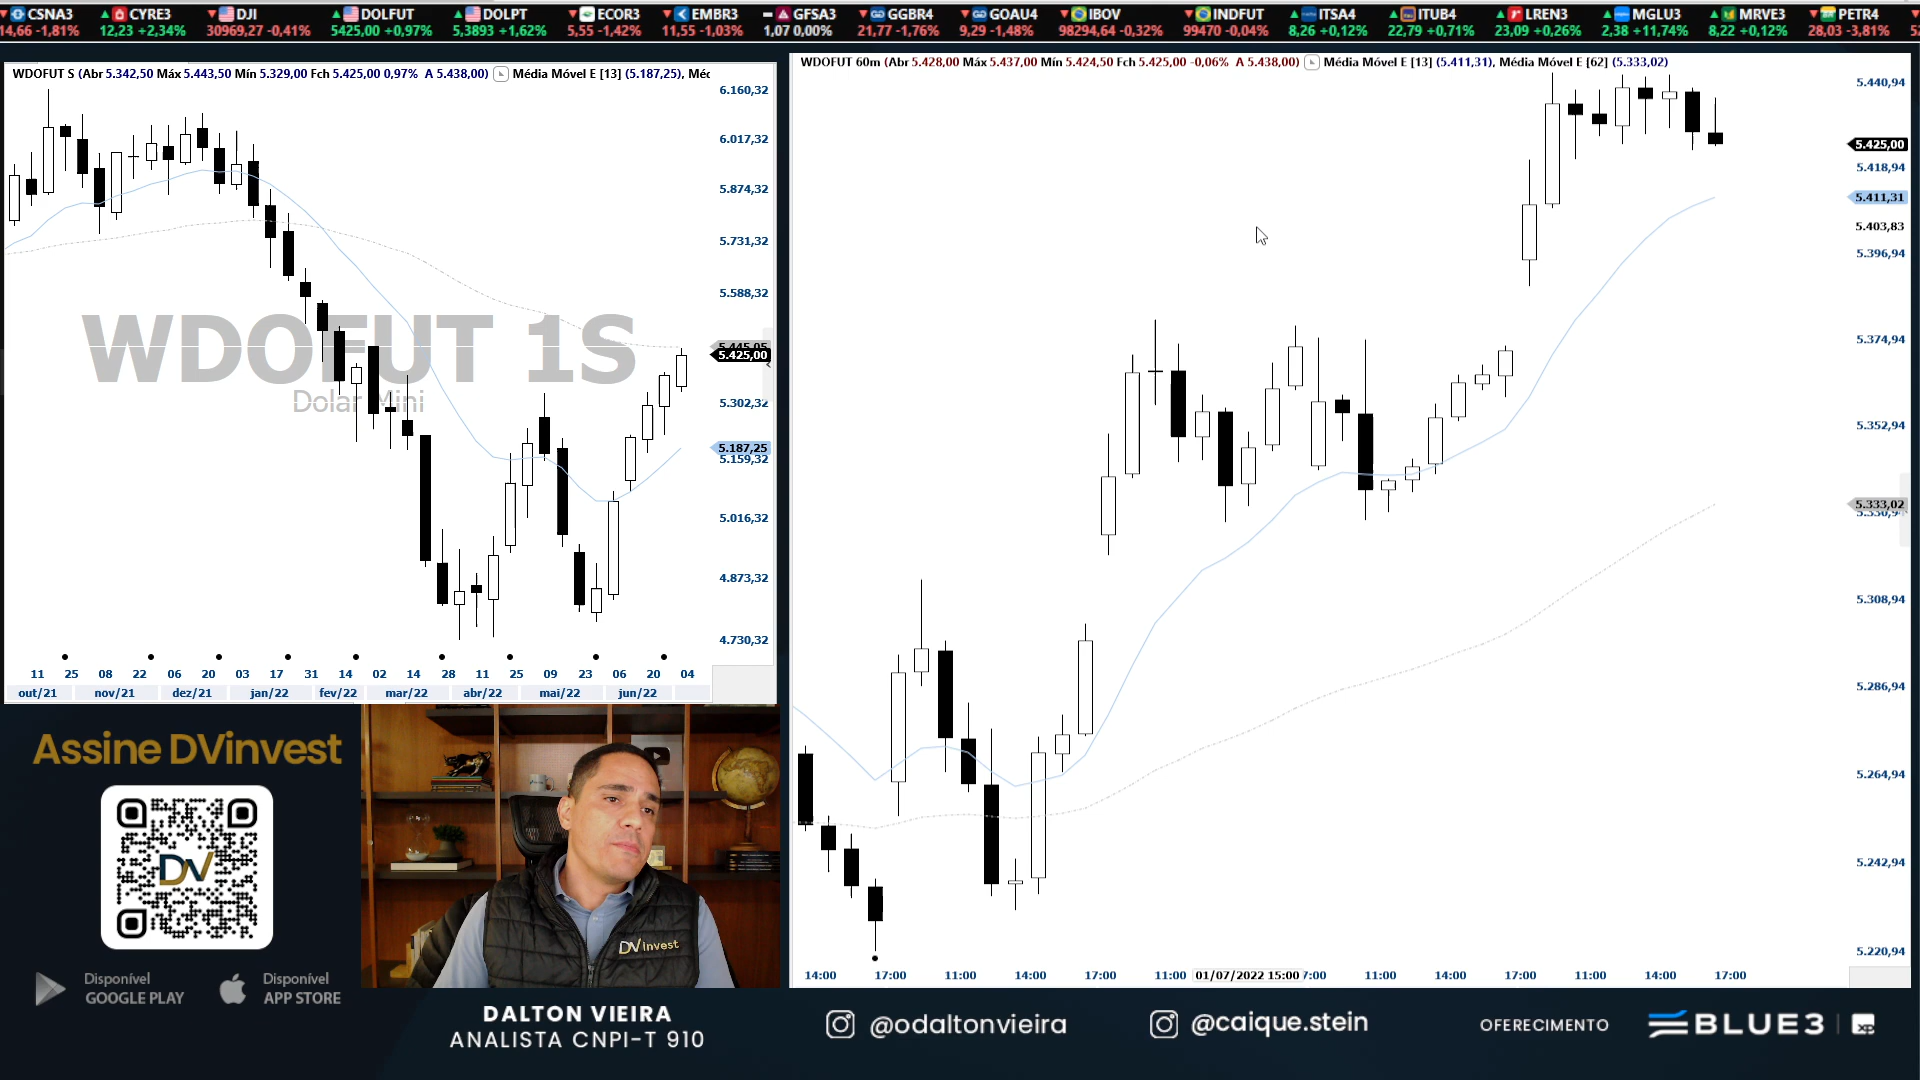 CSNA3 CYRE3 DJI DOLFUT DOLPT ECOR3 EMBR3 GFSA3 GGBR4 GOAU4 IBOV INDFUT ITSA4 ITUB4 LREN3 MGLU3 MRVE3 PETR4
14,66 -1,81% 12,23 +2,34% 30969,27 -0,41% 5425,00 +0,97% 5,3893 +1,62% 5,55 -1,42% 11,55 -1,03% 1,07 0,00% 21,77 -1,76% 9,29 -1,48% 98294,64 -0,32% 99470 -0,04% 8,26 +0,12% 22,79 +0,71% 23,09 +0,26% 2,38 +11,74% 8,22 +0,12% 28,03 -3,81%
WDOFUT S (Abr 5.342,50 Máx 5.443,50 Mín 5.329,00 Fch 5.425,00 0,97% A 5.438,00) Média Móvel E [13] (5.187,25), Méc
6.160,32
6.017,32
5.874,32
5.731,32
5.588,32
5.445,05
5.425,00
5.302,32
5.187,25
5.159,32
5.016,32
4.873,32
4.730,32
WDOFUT 1S
Dolar Mini
11 25 08 22 06 20 03 17 31 14 02 14 28 11 25 09 23 06 20 04
out/21 nov/21 dez/21 jan/22 fev/22 mar/22 abr/22 mai/22 jun/22
WDOFUT 60m (Abr 5.428,00 Máx 5.437,00 Mín 5.424,50 Fch 5.425,00 -0,06% A 5.438,00) Média Móvel E [13] (5.411,31), Média Móvel E [62] (5.333,02)
5.440,94
5.425,00
5.418,94
5.411,31
5.403,83
5.396,94
5.374,94
5.352,94
5.333,02
5.308,94
5.286,94
5.264,94
5.242,94
5.220,94
14:00 17:00 11:00 14:00 17:00 11:00 01/07/2022 15:00 7:00 11:00 14:00 17:00 11:00 14:00 17:00
Assine DVinvest
DV
Disponível
GOOGLE PLAY
Disponível
APP STORE
DV invest
DALTON VIEIRA
ANALISTA CNPI-T 910
@odaltonvieira
@caique.stein
OFERECIMENTO
BLUE3
xp